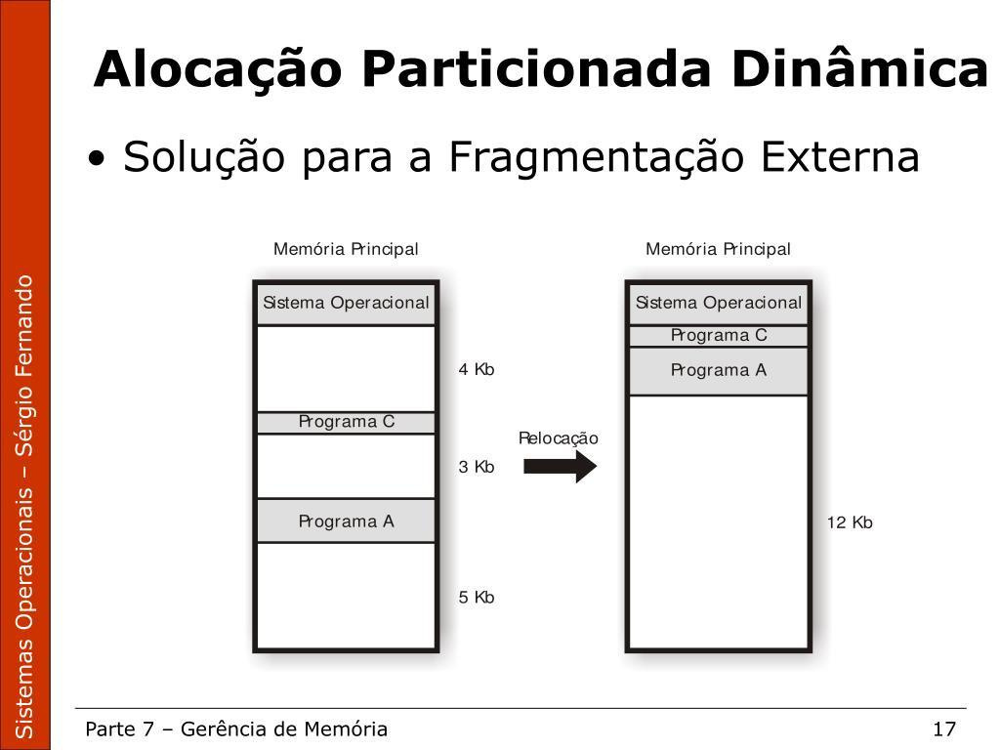 Alocação Particionada Dinâmica
• Solução para a Fragmentação Externa
Memória Principal
Sistema Operacional
4 Kb
Programa C
3 Kb
Programa A
5 Kb
Relocação
Memória Principal
Sistema Operacional
Programa C
Programa A
12 Kb
Sistemas Operacionais – Sérgio Fernando
Parte 7 – Gerência de Memória
17